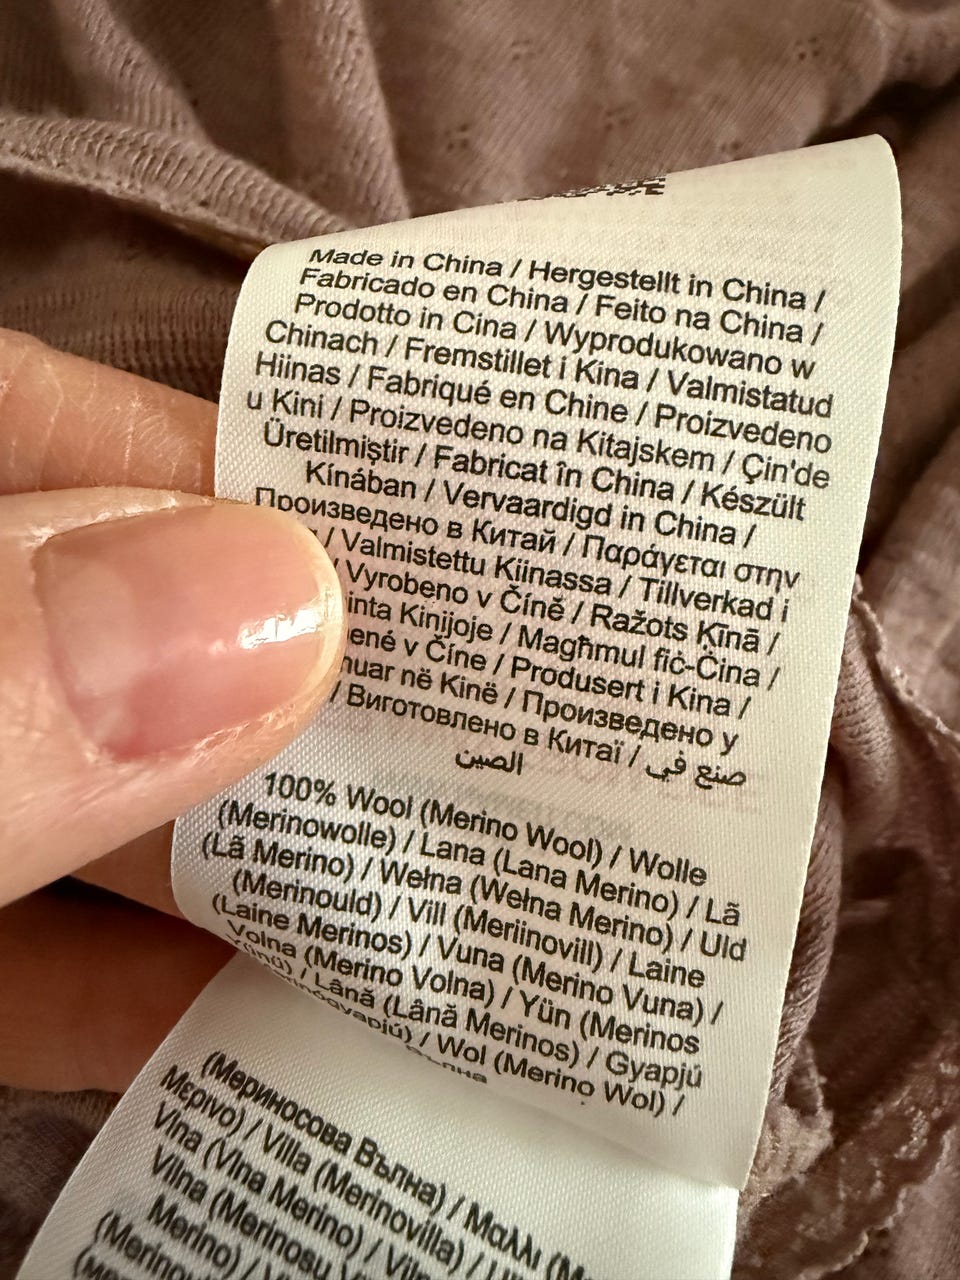 Made in China / Hergestellt in China /
Fabricado en China / Feito na China /
Prodotto in Cina / Wyprodukowano w
Chinach / Fremstillet i Kina / Valmistatud
Hiinas / Fabriqué en Chine / Proizvedeno
u Kini / Proizvedeno na Kitajskem / Çin'de
Üretilmiştir / Fabricat în China / Készült
Kínában / Vervaardigd in China /
Произведено в Китай / Παράγεται στην
/ Valmistettu Kiinassa / Tillverkad i
/ Vyrobeno v Číně / Ražots Ķīnā /
Kinijoje / Magħmul fiċ-Ċina /
v Číne / Produsert i Kina /
në Kinë / Произведено у
/ Виготовлено в Китаї / صنع في
الصين
100% Wool (Merino Wool) / Wolle
(Merinowolle) / Lana (Lana Merino) / Lã
(Lã Merino) / Wełna (Wełna Merino) / Uld
(Merinould) / Vill (Meriinovill) / Laine
(Laine Merinos) / Vuna (Merino Vuna) /
Volna (Merino Volna) / Yün (Merinos
Yünü) / Lână (Lână Merinos) / Gyapjú
/ Wol (Merino Wol) /
(Мериносова Вълна) / Μαλλί
Μερινο) / Villa (Merinovilla) /
Vlna (Vlna Merino) /
Vilna (Merinosu
Merino) /